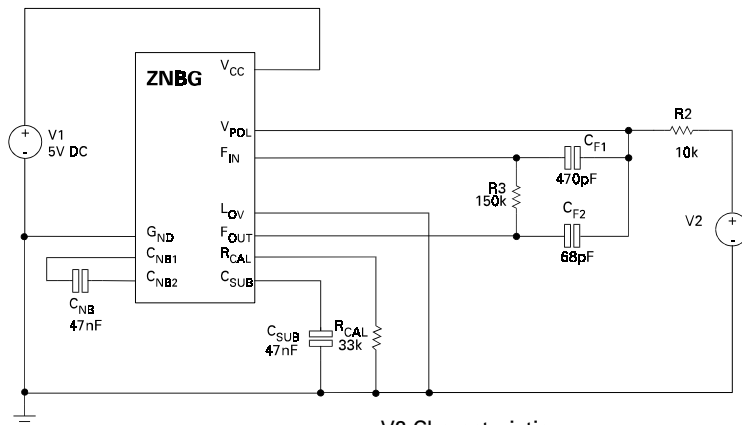 ZNBG
VCC
VPOL
FIN
LOV
FOUT
RCAL
CSUB
GND
CNB1
CNB2
V1
5V DC
CNB
47nF
CSUB
47nF
RCAL
33k
R3
150k
CF1
470pF
CF2
68pF
R2
10k
V2